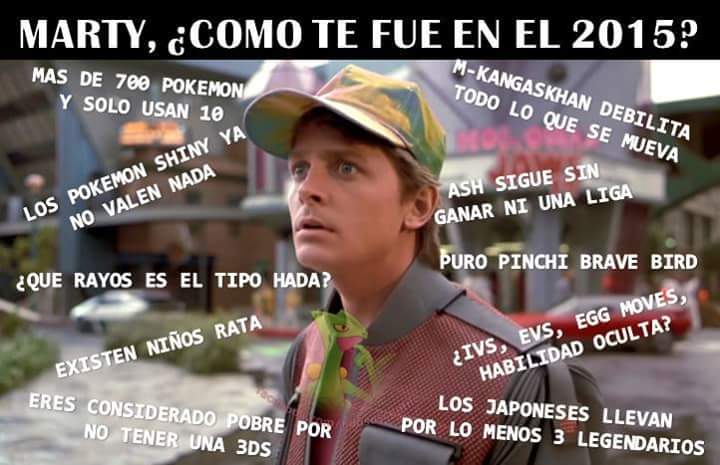 MARTY, ¿COMO TE FUE EN EL 2015?
MAS DE 700 POKEMON
Y SOLO USAN 10
M-KANGASKHAN DEBILITA
TODO LO QUE SE MUEVA
LOS POKEMON SHINY YA
NO VALEN NADA
ASH SIGUE SIN
GANAR NI UNA LIGA
PURO PINCHI BRAVE BIRD
¿QUE RAYOS ES EL TIPO HADA?
¿IVS, EVS, EGG MOVES,
HABILIDAD OCULTA?
EXISTEN NIÑOS RATA
ERES CONSIDERADO POBRE POR
NO TENER UNA 3DS
LOS JAPONESES LLEVAN
POR LO MENOS 3 LEGENDARIOS